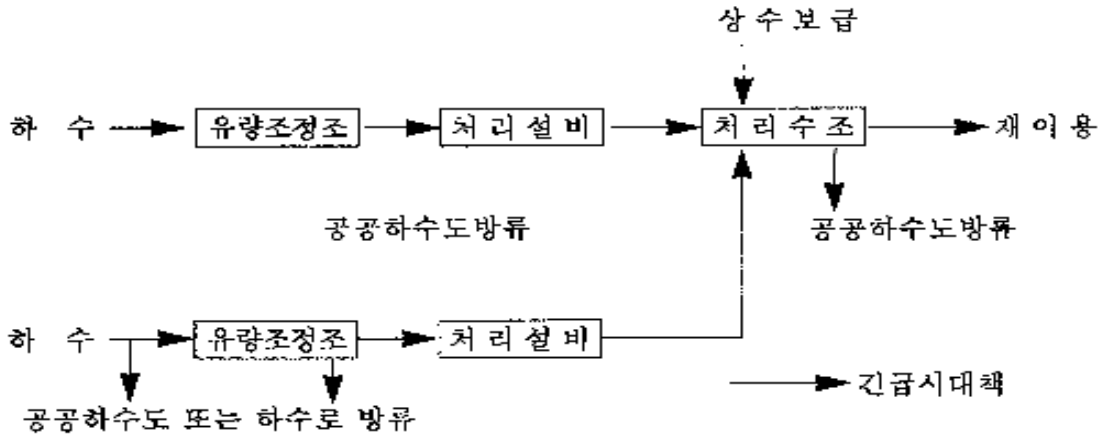 상 수 보 급
하 수 유량조정조 처 리 설 비 처 리 수 조 재 이 용
공공하수도방류 공공하수도방류
하 수 유량조정조 처 리 설 비
긴급시대책
공공하수도 또는 하수로 방류